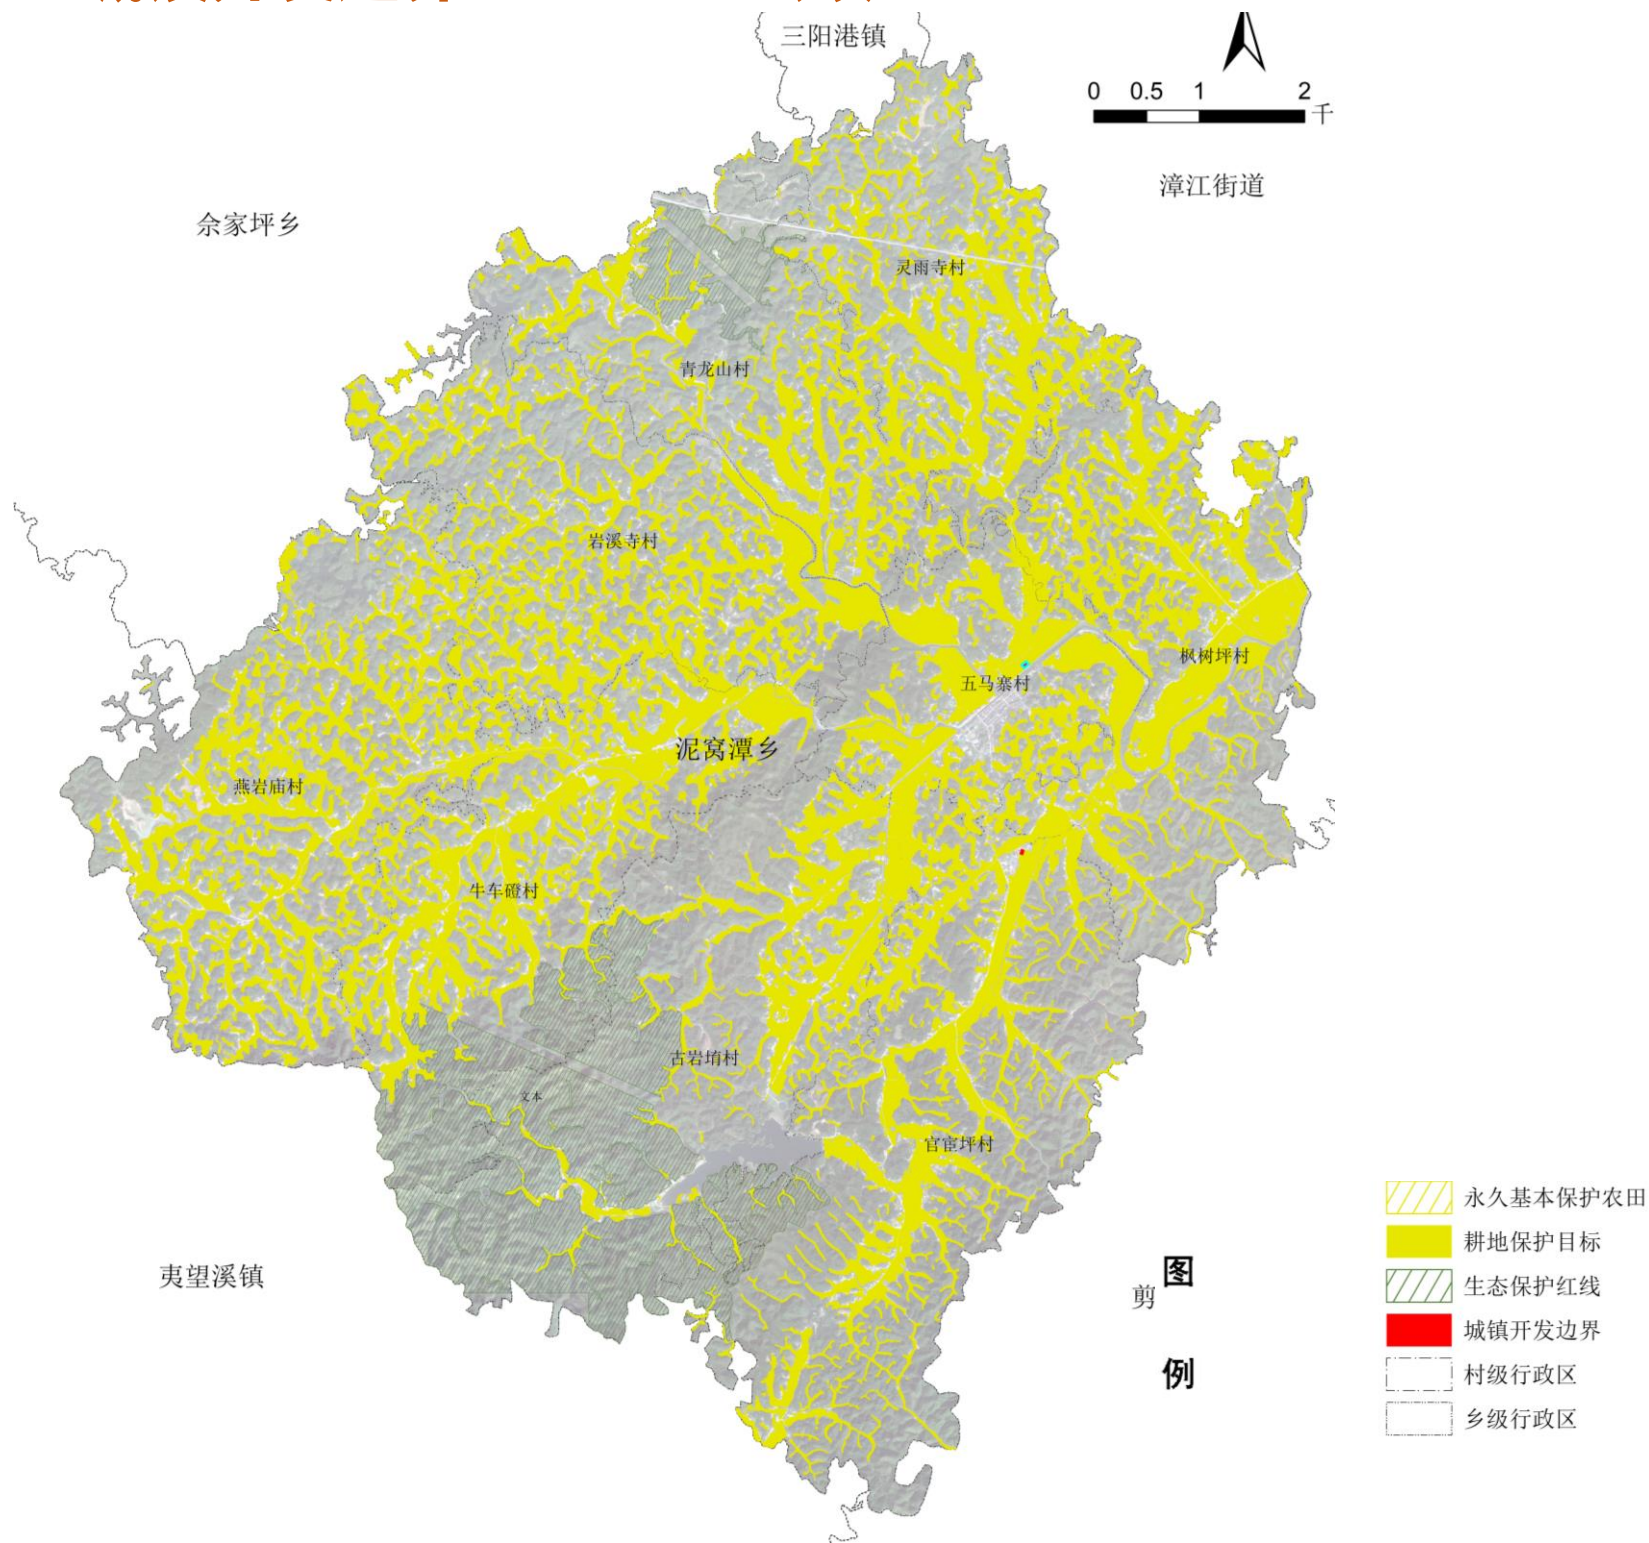 三阳港镇
0 0.5 1 2
千
漳江街道
佘家坪乡
灵雨寺村
青龙山村
岩溪寺村
枫树坪村
五马寨村
泥窝潭乡
燕岩庙村
牛车磴村
古岩堉村
文本
官宦坪村
夷望溪镇
剪
图
例
永久基本保护农田
耕地保护目标
生态保护红线
城镇开发边界
村级行政区
乡级行政区